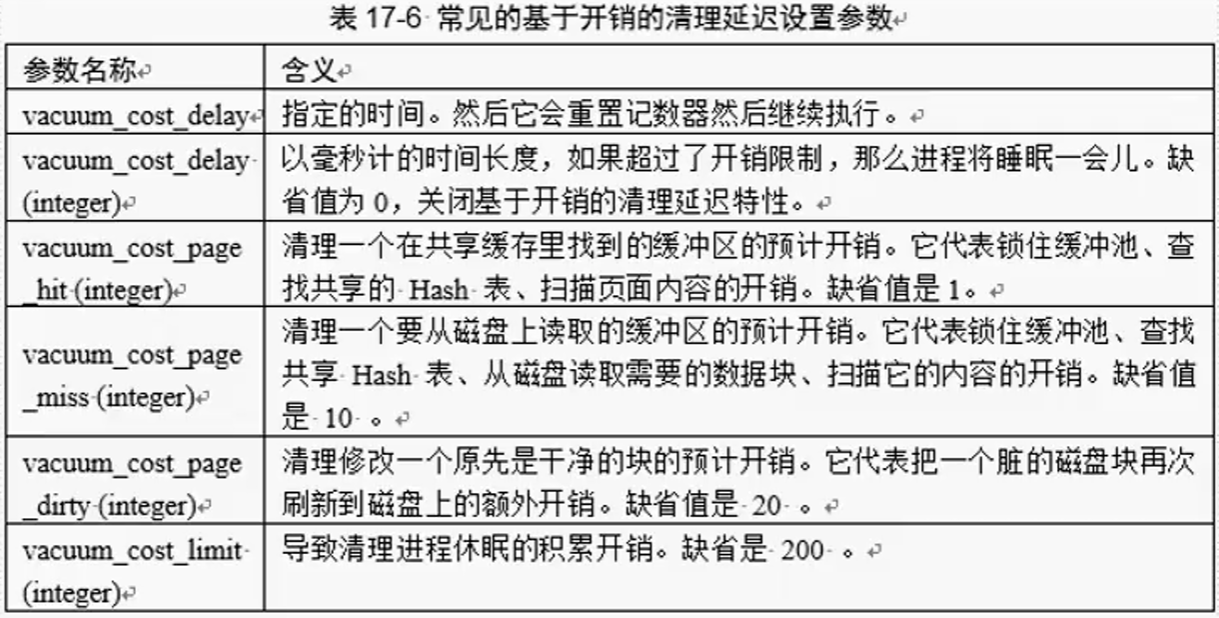 表 17-6 常见的基于开销的清理延迟设置参数
参数名称
含义
vacuum_cost_delay
指定的时间。然后它会重置记数器然后继续执行。
vacuum_cost_delay
(integer)
以毫秒计的时间长度，如果超过了开销限制，那么进程将睡眠一会儿。缺
省值为 0，关闭基于开销的清理延迟特性。
vacuum_cost_page
_hit (integer)
清理一个在共享缓存里找到的缓冲区的预计开销。它代表锁住缓冲池、查
找共享的 Hash 表、扫描页面内容的开销。缺省值是 1。
vacuum_cost_page
_miss (integer)
清理一个要从磁盘上读取的缓冲区的预计开销。它代表锁住缓冲池、查找
共享 Hash 表、从磁盘读取需要的数据块、扫描它的内容的开销。缺省值
是 10 。
vacuum_cost_page
_dirty (integer)
清理修改一个原先是干净的块的预计开销。它代表把一个脏的磁盘块再次
刷新到磁盘上的额外开销。缺省值是 20 。
vacuum_cost_limit
(integer)
导致清理进程休眠的积累开销。缺省是 200 。